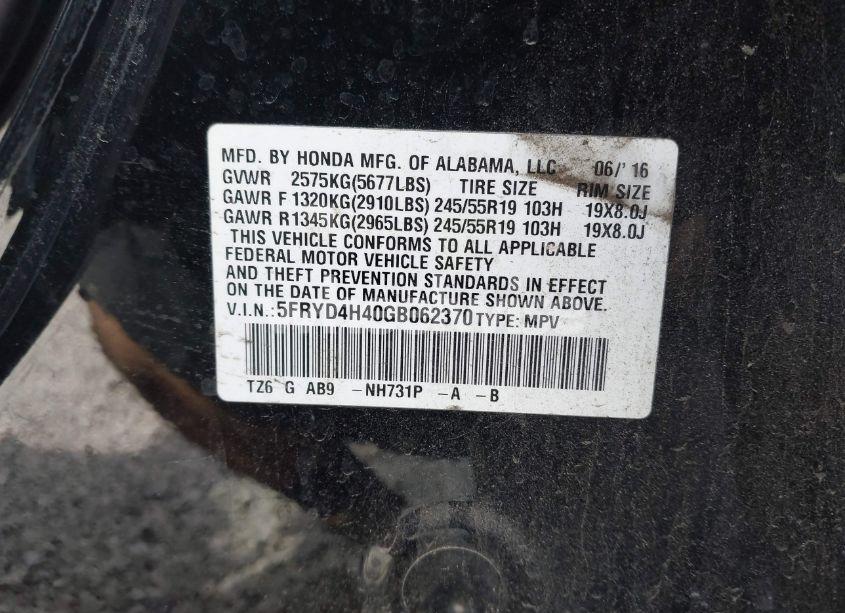 MFD. BY HONDA MFG. OF ALABAMA, LLC 06/'16
GVWR 2575KG(5677LBS) TIRE SIZE RIM SIZE
GAWR F 1320KG(2910LBS) 245/55R19 103H 19X8.0J
GAWR R1345KG(2965LBS) 245/55R19 103H 19X8.0J
THIS VEHICLE CONFORMS TO ALL APPLICABLE
FEDERAL MOTOR VEHICLE SAFETY
AND THEFT PREVENTION STANDARDS IN EFFECT
ON THE DATE OF MANUFACTURE SHOWN ABOVE.
V.I.N.:5FRYD4H40GB062370 TYPE: MPV
TZ6 G AB9 -NH731P -A -B